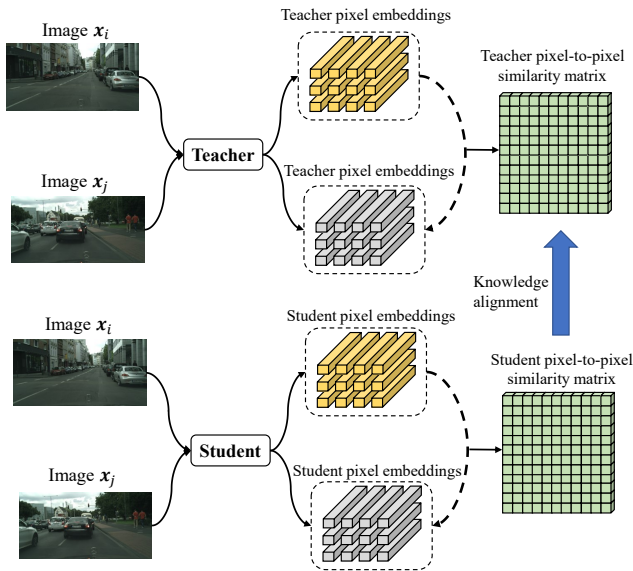 Image x_i
Teacher pixel embeddings
Teacher pixel-to-pixel
similarity matrix
Teacher
Image x_j
Teacher pixel embeddings
Knowledge
alignment
Image x_i
Student pixel embeddings
Student pixel-to-pixel
similarity matrix
Student
Image x_j
Student pixel embeddings